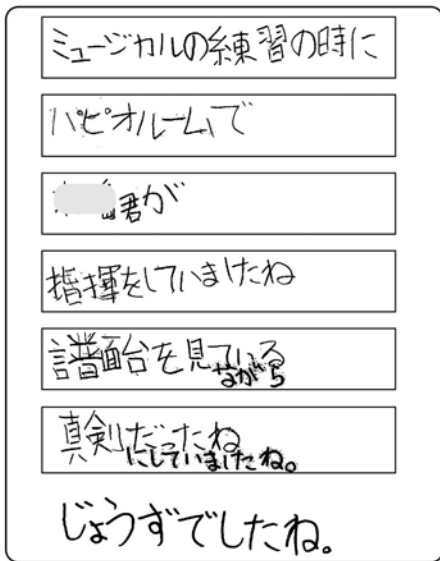 ミュージカルの練習の時に
パピオルームで
君が
指揮をしていましたね
譜面台を見ている
ながら
真剣だったね
にしていましたね。
じょうずでしたね。